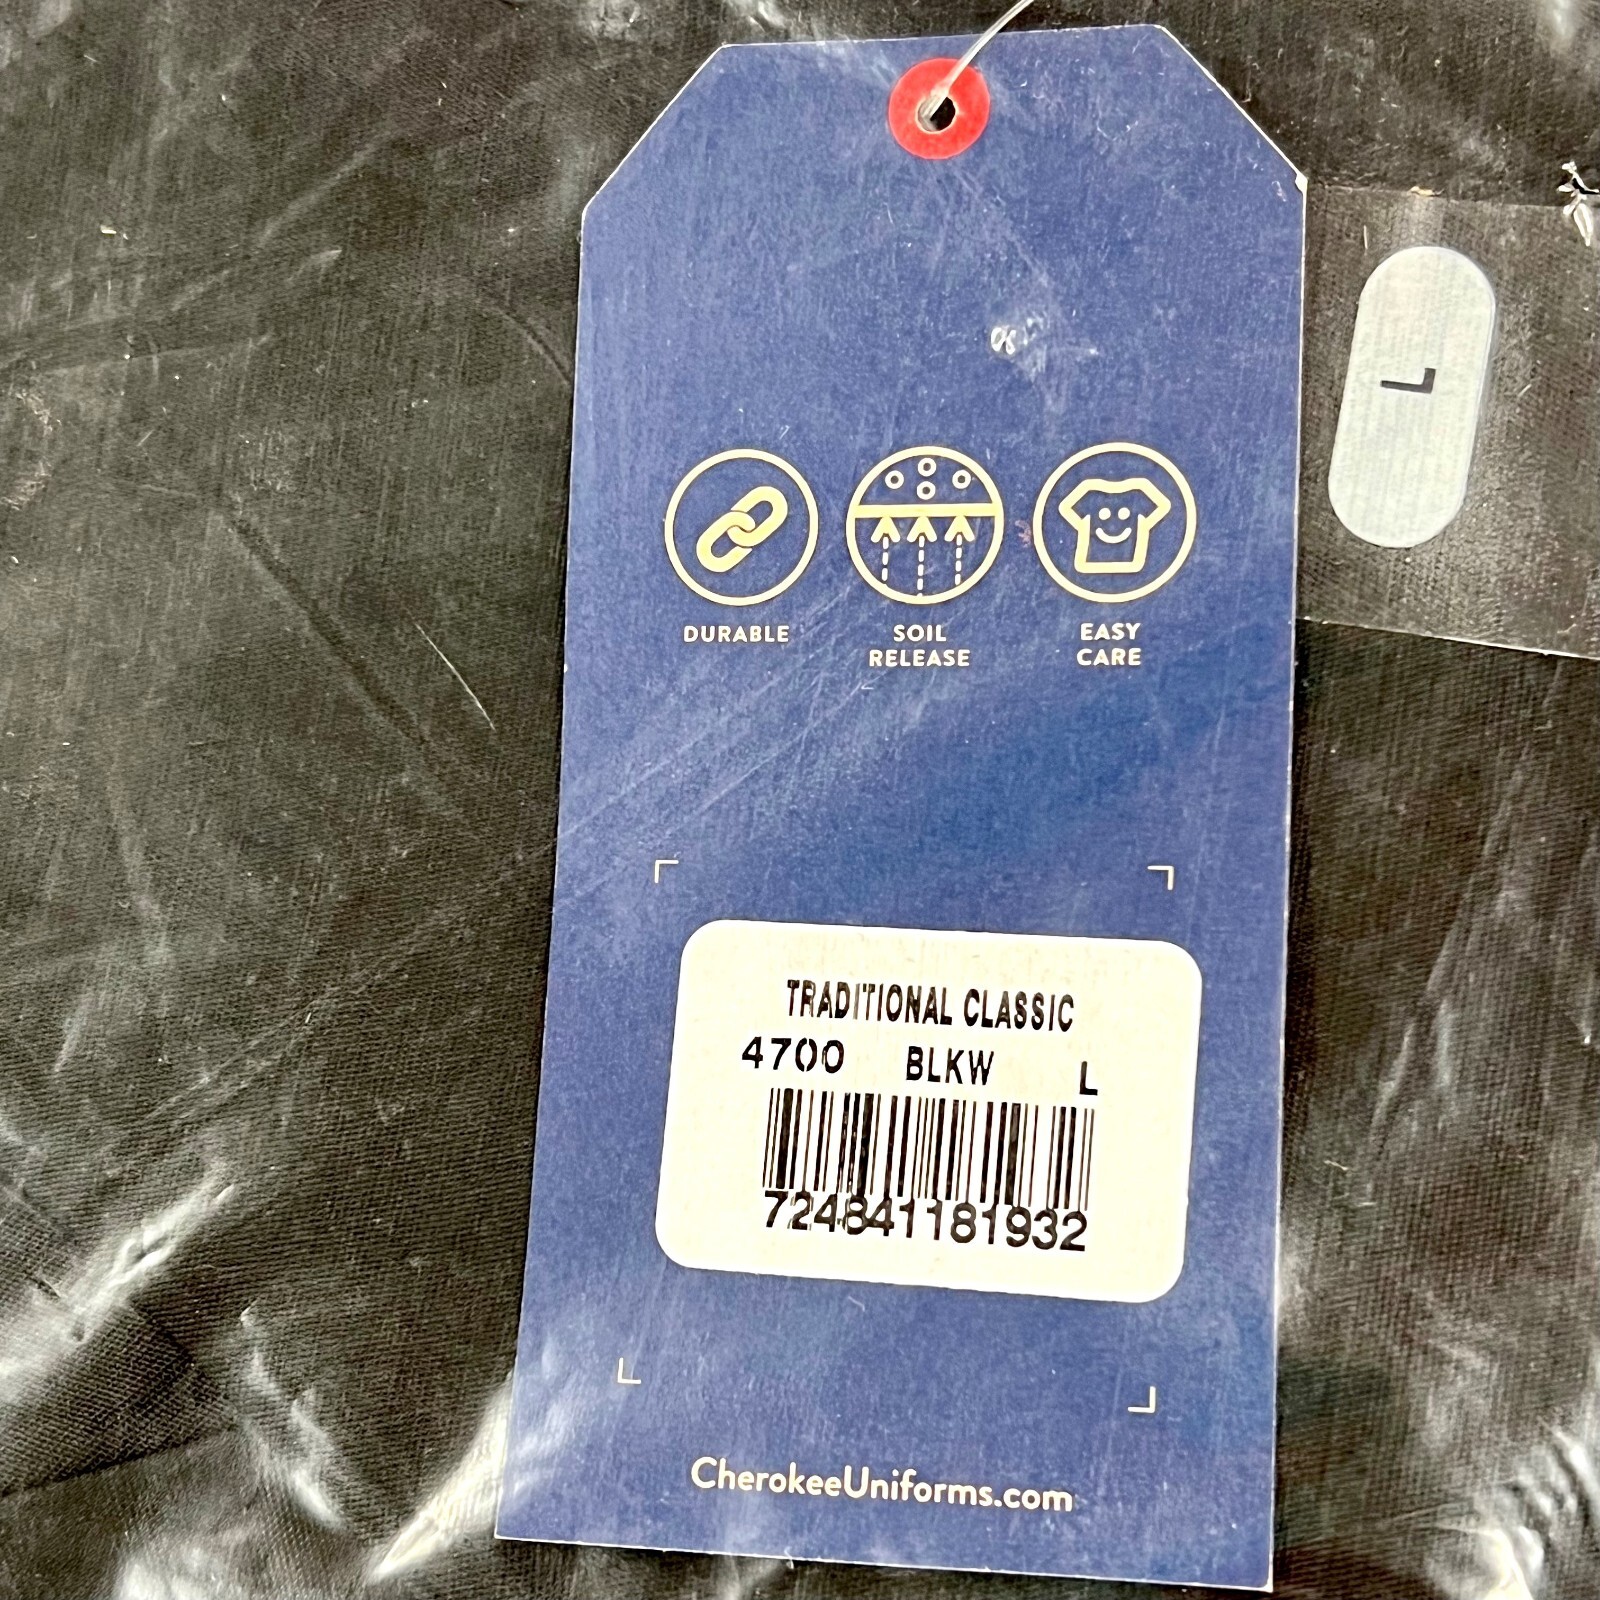 L
DURABLE
SOIL
RELEASE
EASY
CARE
TRADITIONAL CLASSIC
4700 BLKW L
724841181932
CherokeeUniforms.com